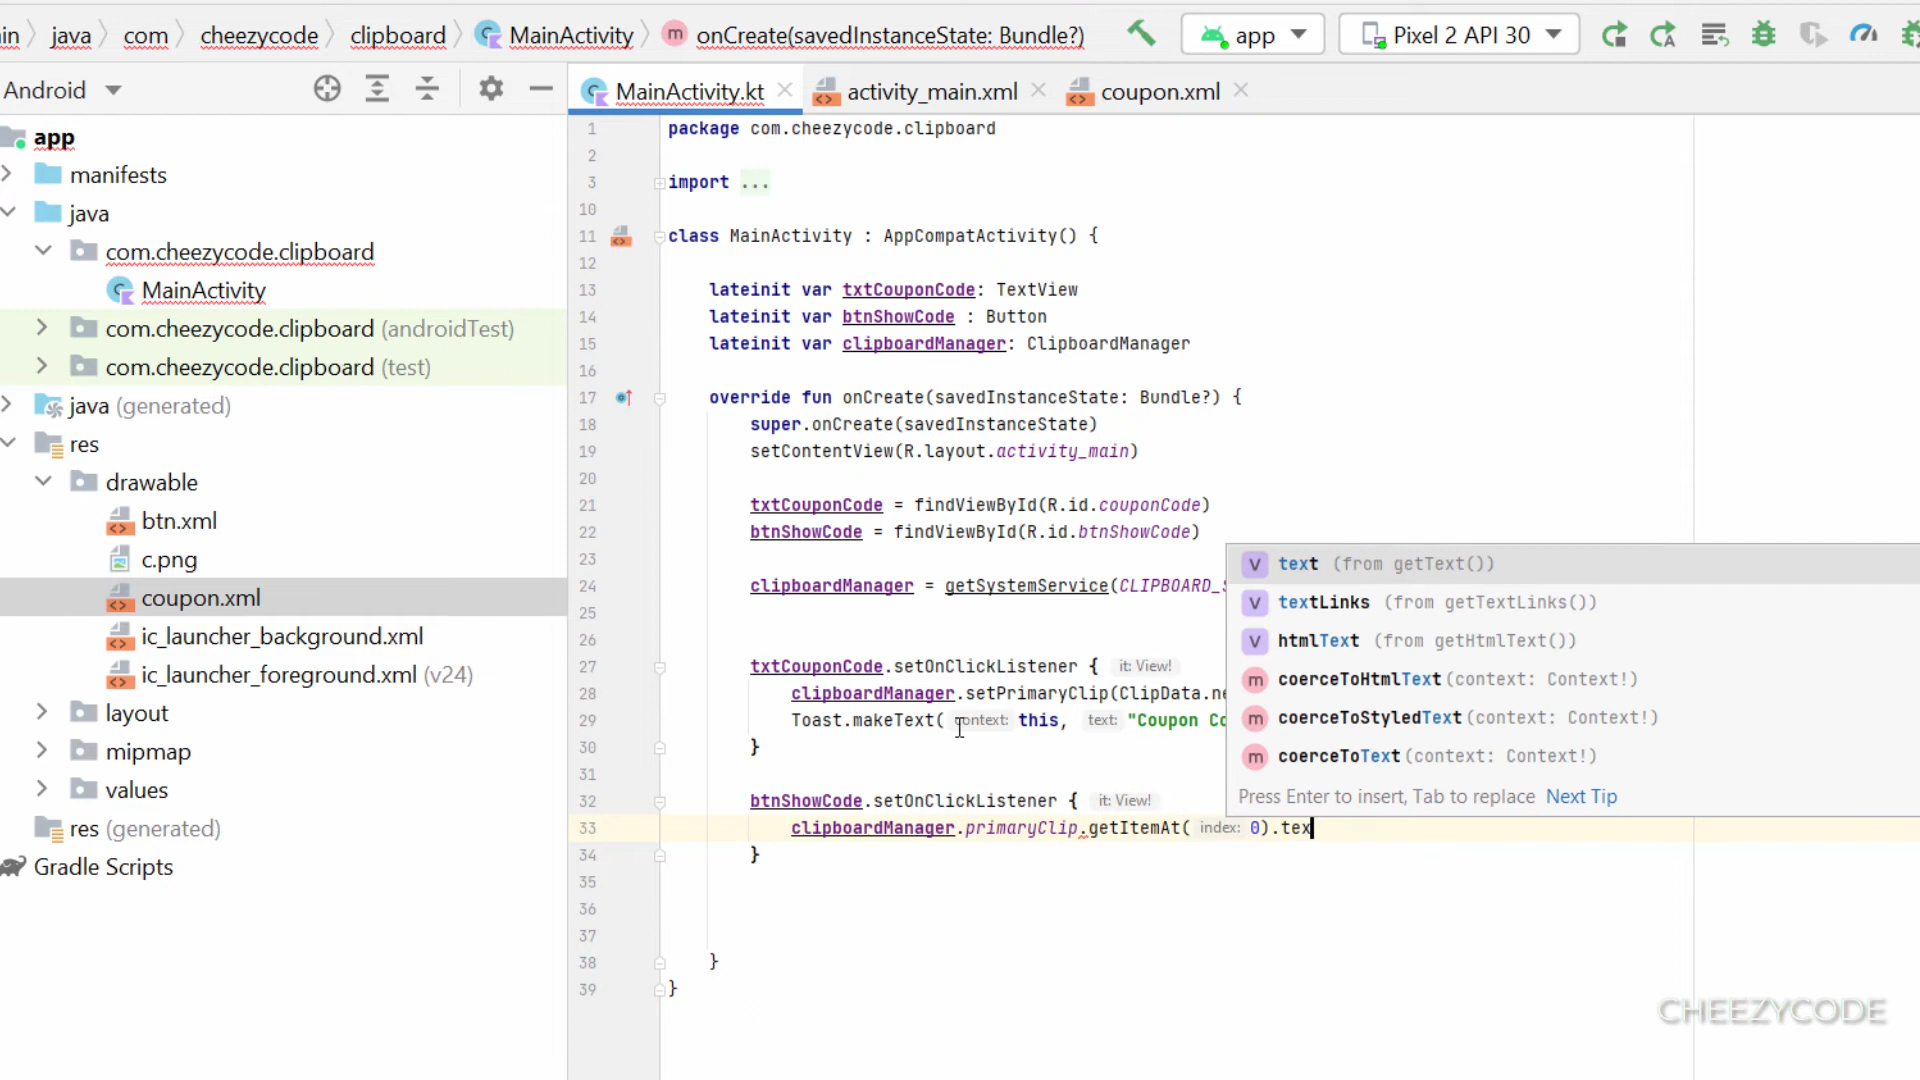 in java com cheezycode clipboard MainActivity onCreate(savedInstanceState: Bundle?) app Pixel 2 API 30
Android
MainActivity.kt activity_main.xml coupon.xml
app
manifests
java
com.cheezycode.clipboard
MainActivity
com.cheezycode.clipboard (androidTest)
com.cheezycode.clipboard (test)
java (generated)
res
drawable
btn.xml
c.png
coupon.xml
ic_launcher_background.xml
ic_launcher_foreground.xml (v24)
layout
mipmap
values
res (generated)
Gradle Scripts
1 package com.cheezycode.clipboard
2
3 import ...
10
11 class MainActivity : AppCompatActivity() {
12
13 lateinit var txtCouponCode: TextView
14 lateinit var btnShowCode : Button
15 lateinit var clipboardManager: ClipboardManager
16
17 override fun onCreate(savedInstanceState: Bundle?) {
18 super.onCreate(savedInstanceState)
19 setContentView(R.layout.activity_main)
20
21 txtCouponCode = findViewById(R.id.couponCode)
22 btnShowCode = findViewById(R.id.btnShowCode)
23
24 clipboardManager = getSystemService(CLIPBOARD_S
25
26
27 txtCouponCode.setOnClickListener { it: View!
28 clipboardManager.setPrimaryClip(ClipData.ne
29 Toast.makeText( context: this, text: "Coupon Co
30 }
31
32 btnShowCode.setOnClickListener { it: View!
33 clipboardManager.primaryClip.getItemAt( index: 0).tex
34 }
35
36
37
38 }
39 }
text (from getText())
textLinks (from getTextLinks())
htmlText (from getHtmlText())
coerceToHtmlText(context: Context!)
coerceToStyledText(context: Context!)
coerceToText(context: Context!)
Press Enter to insert, Tab to replace Next Tip
CHEEZYCODE